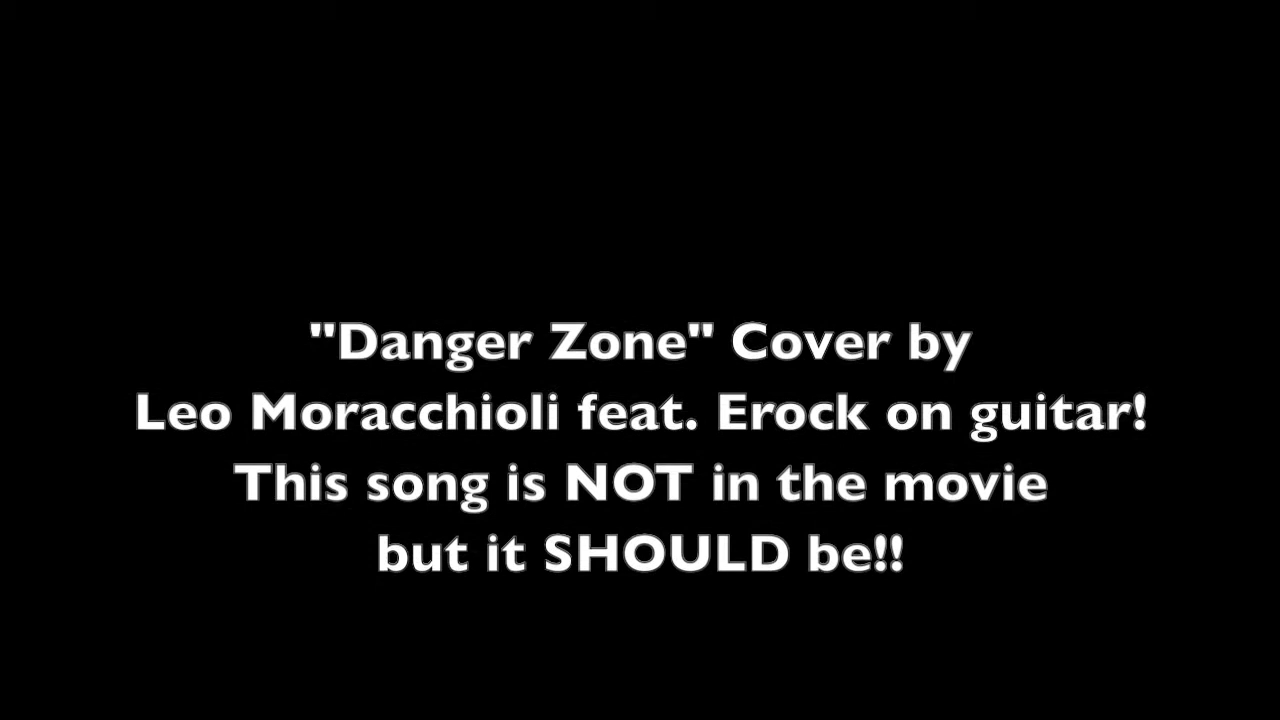 "Danger Zone" Cover by
Leo Moracchioli feat. Erock on guitar!
This song is NOT in the movie
but it SHOULD be!!